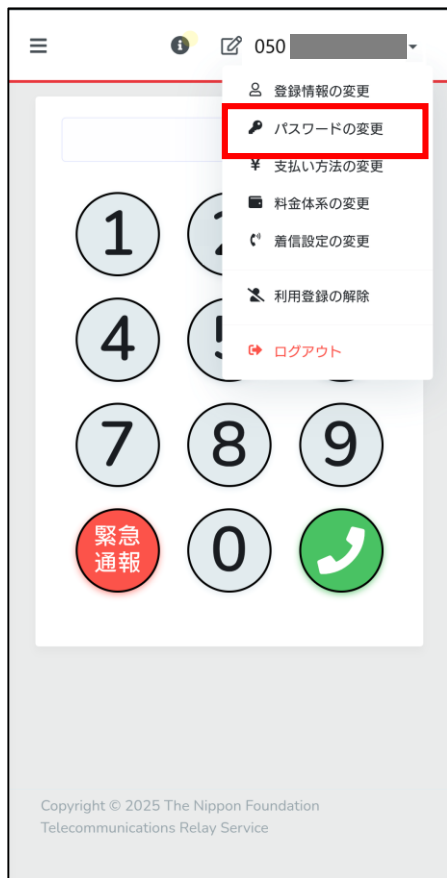 050
登録情報の変更
パスワードの変更
支払い方法の変更
料金体系の変更
着信設定の変更
利用登録の解除
ログアウト
1
4
7 8 9
緊急
通報
0
Copyright © 2025 The Nippon Foundation
Telecommunications Relay Service